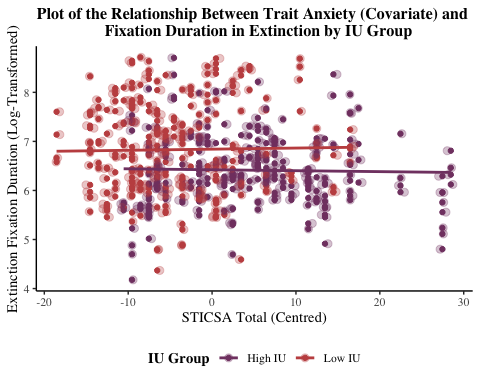 Plot of the Relationship Between Trait Anxiety (Covariate) and
Fixation Duration in Extinction by IU Group
Extinction Fixation Duration (Log-Transformed)
8
7
6
5
4
-20
-10
0
10
20
30
STICSA Total (Centred)
IU Group High IU Low IU